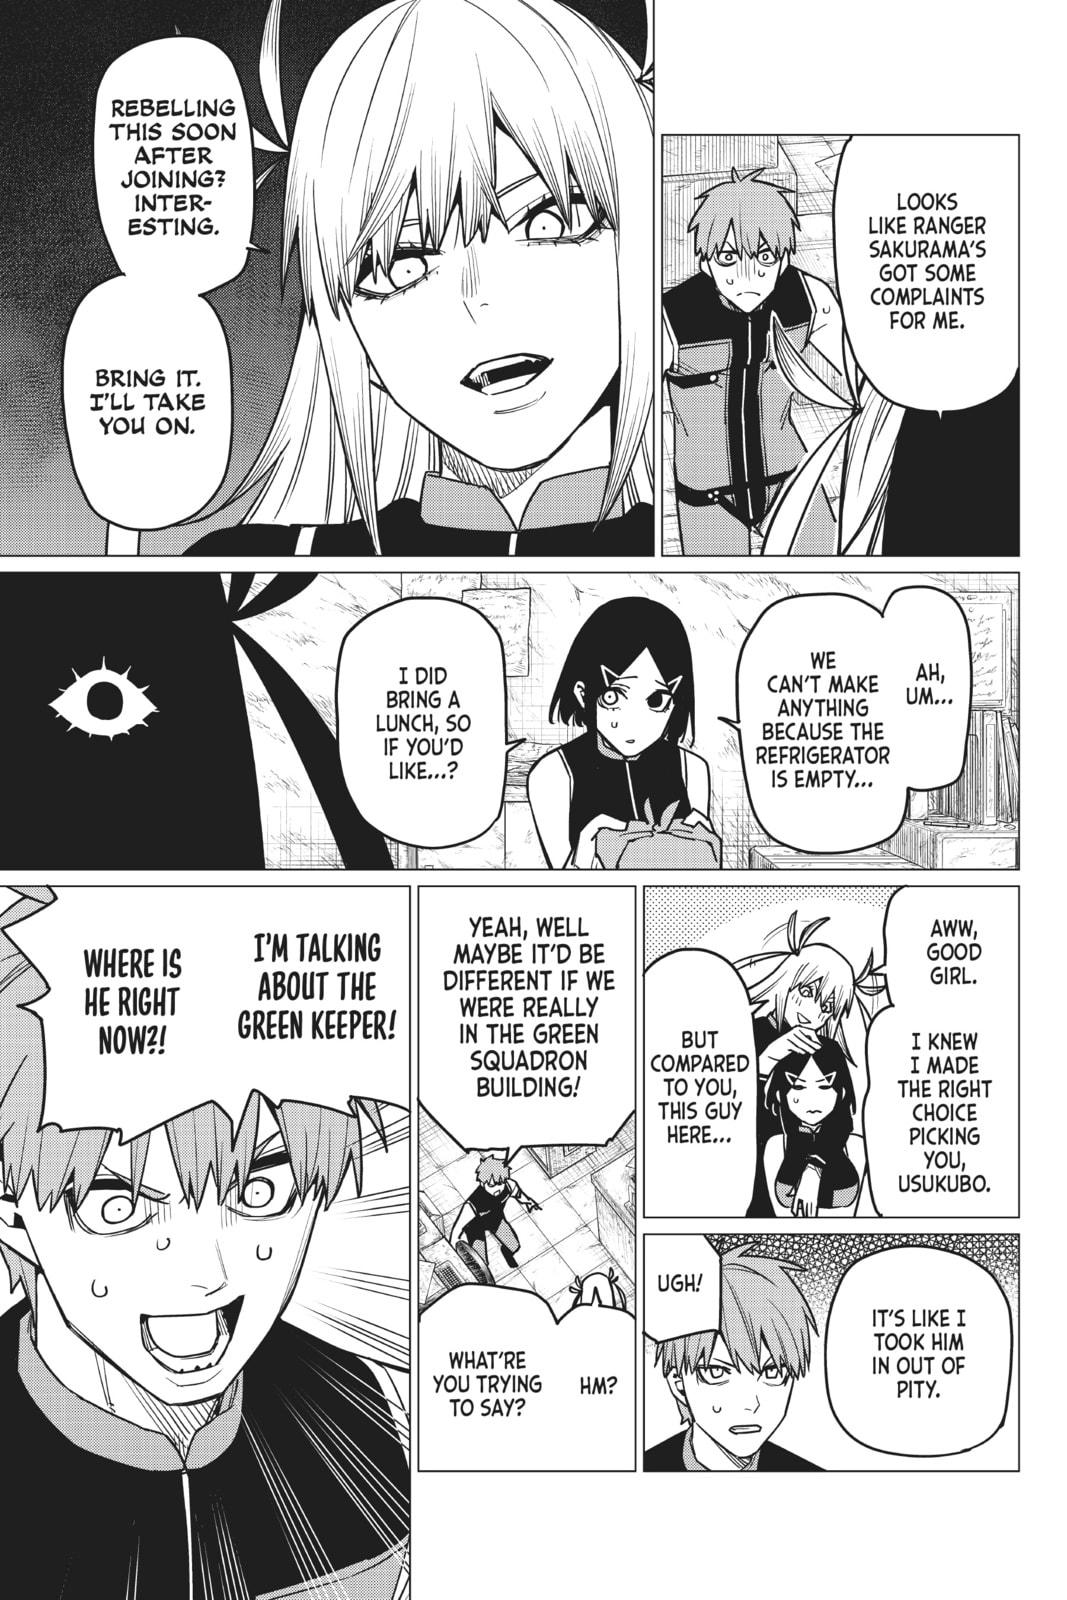 LOOKS
LIKE RANGER
SAKURAMA'S
GOT SOME
COMPLAINTS
FOR ME.
REBELLING
THIS SOON
AFTER
JOINING?
INTER-
ESTING.
BRING IT.
I'LL TAKE
YOU ON.
AH,
UM...
WE
CAN'T MAKE
ANYTHING
BECAUSE THE
REFRIGERATOR
IS EMPTY...
I DID
BRING A
LUNCH, SO
IF YOU'D
LIKE...?
AWW,
GOOD
GIRL.
I KNEW
I MADE
THE RIGHT
CHOICE
PICKING
YOU,
USUKUBO.
BUT
COMPARED
TO YOU,
THIS GUY
HERE...
IT'S LIKE I
TOOK HIM
IN OUT OF
PITY.
UGH!
YEAH, WELL
MAYBE IT'D BE
DIFFERENT IF WE
WERE REALLY
IN THE GREEN
SQUADRON
BUILDING!
HM?
WHAT'RE
YOU TRYING
TO SAY?
I'M TALKING
ABOUT THE
GREEN KEEPER!
WHERE IS
HE RIGHT
NOW?!